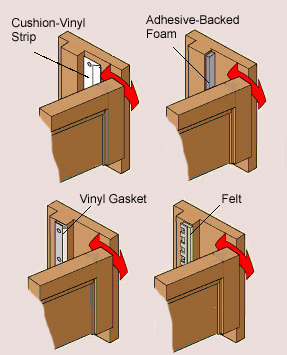 Cushion-Vinyl
Strip
Adhesive-Backed
Foam
Vinyl Gasket
Felt